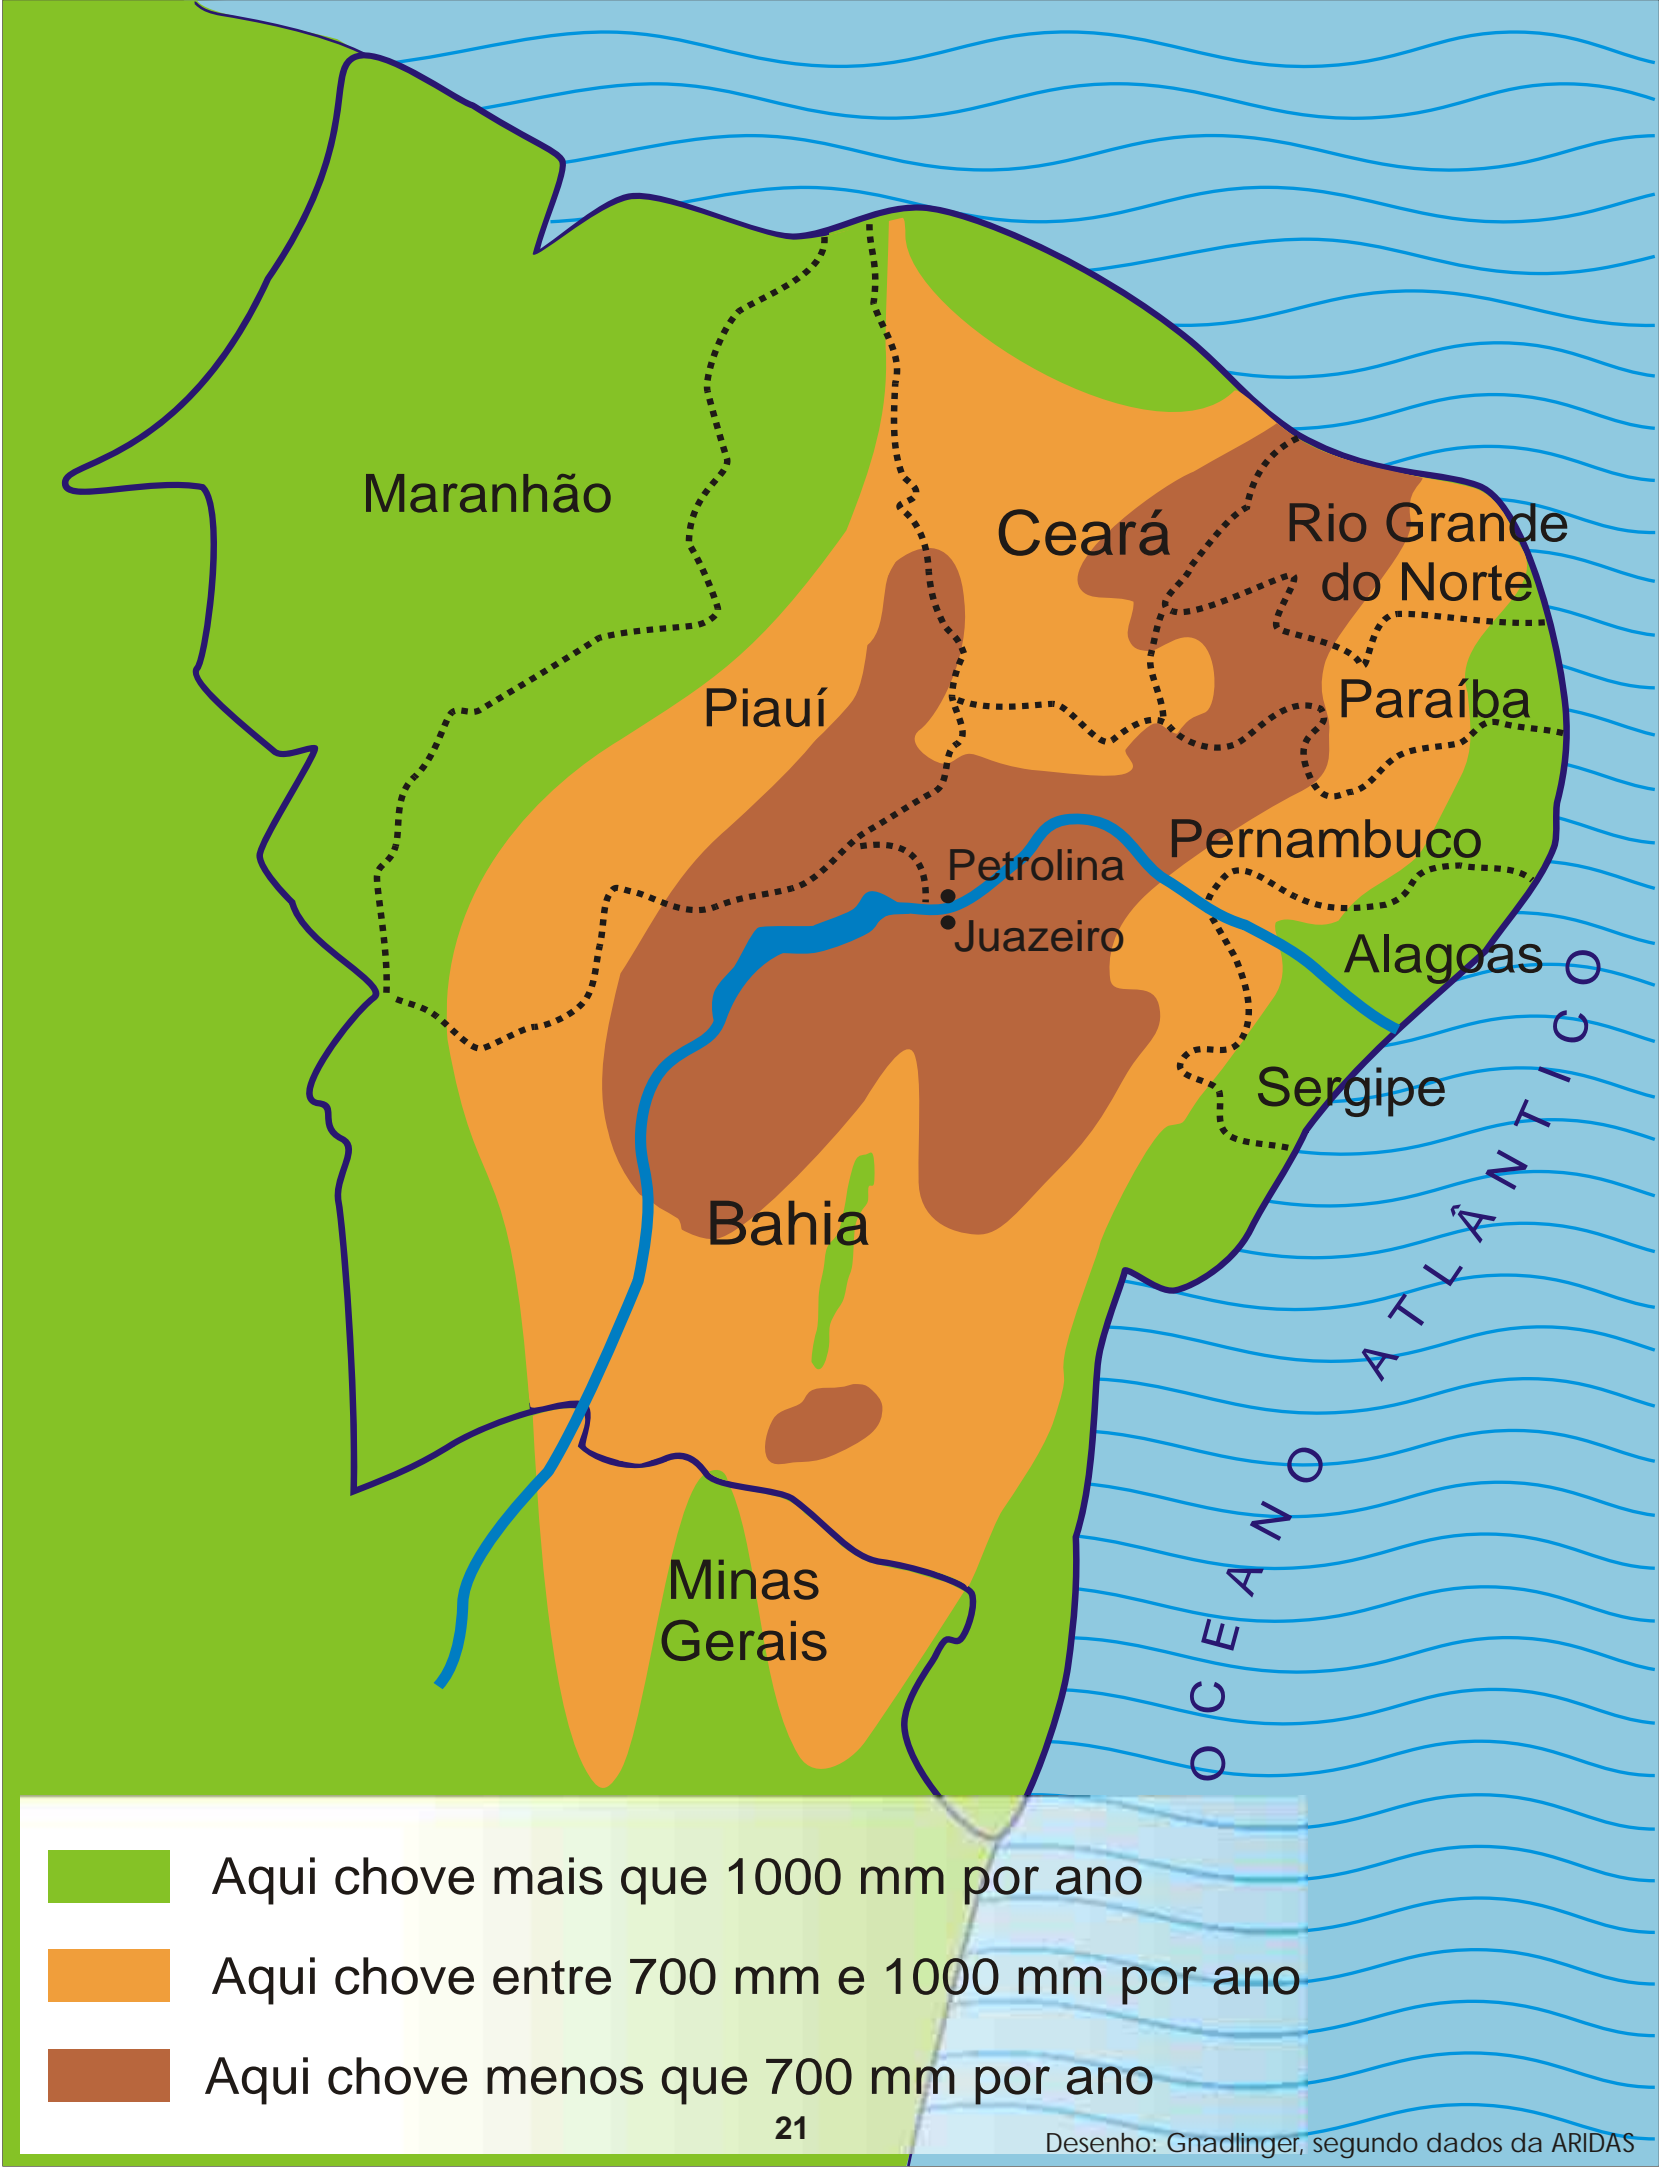 Maranhão
Ceará
Rio Grande
do Norte
Piauí
Paraíba
Pernambuco
Petrolina
Juazeiro
Alagoas
Sergipe
Bahia
Minas
Gerais
OCEANO ATLÂNTICO
Aqui chove mais que 1000 mm por ano
Aqui chove entre 700 mm e 1000 mm por ano
Aqui chove menos que 700 mm por ano
21
Desenho: Gnadlinger, segundo dados da ARIDAS